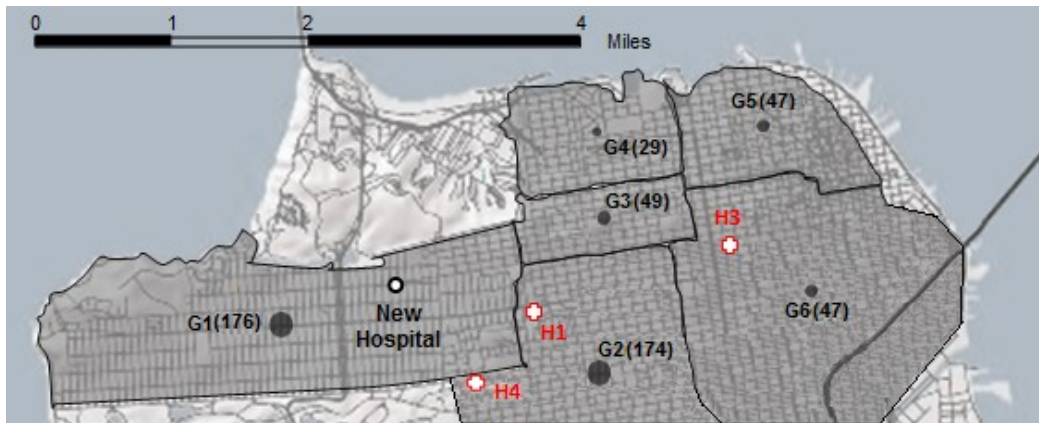 0 1 2 4
Miles
G5(47)
G4(29)
G3(49)
H3
New
Hospital
G1(176)
H1
G6(47)
G2(174)
H4